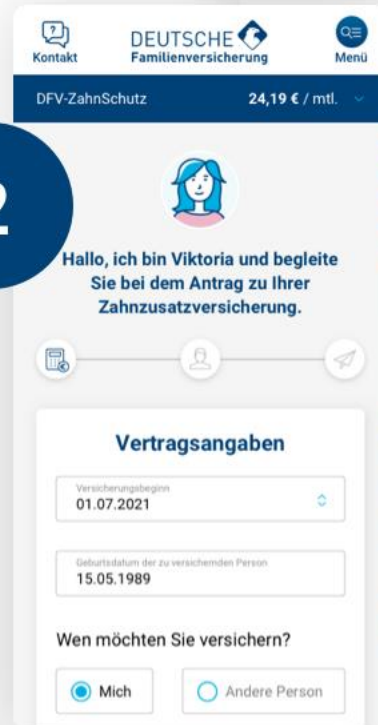 Kontakt
DEUTSCHE
Familienversicherung
Menü
DFV-ZahnSchutz
24,19 € / mtl.
2
Hallo, ich bin Viktoria und begleite
Sie bei dem Antrag zu Ihrer
Zahnzusatzversicherung.
Vertragsangaben
Versicherungsbeginn
01.07.2021
Geburtsdatum der zu versichernden Person
15.05.1989
Wen möchten Sie versichern?
Mich
Andere Person